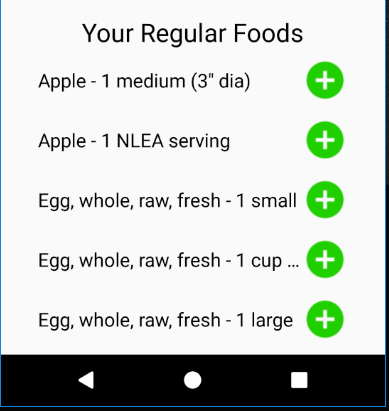 Your Regular Foods
Apple - 1 medium (3" dia)
Apple - 1 NLEA serving
Egg, whole, raw, fresh - 1 small
Egg, whole, raw, fresh - 1 cup ...
Egg, whole, raw, fresh - 1 large